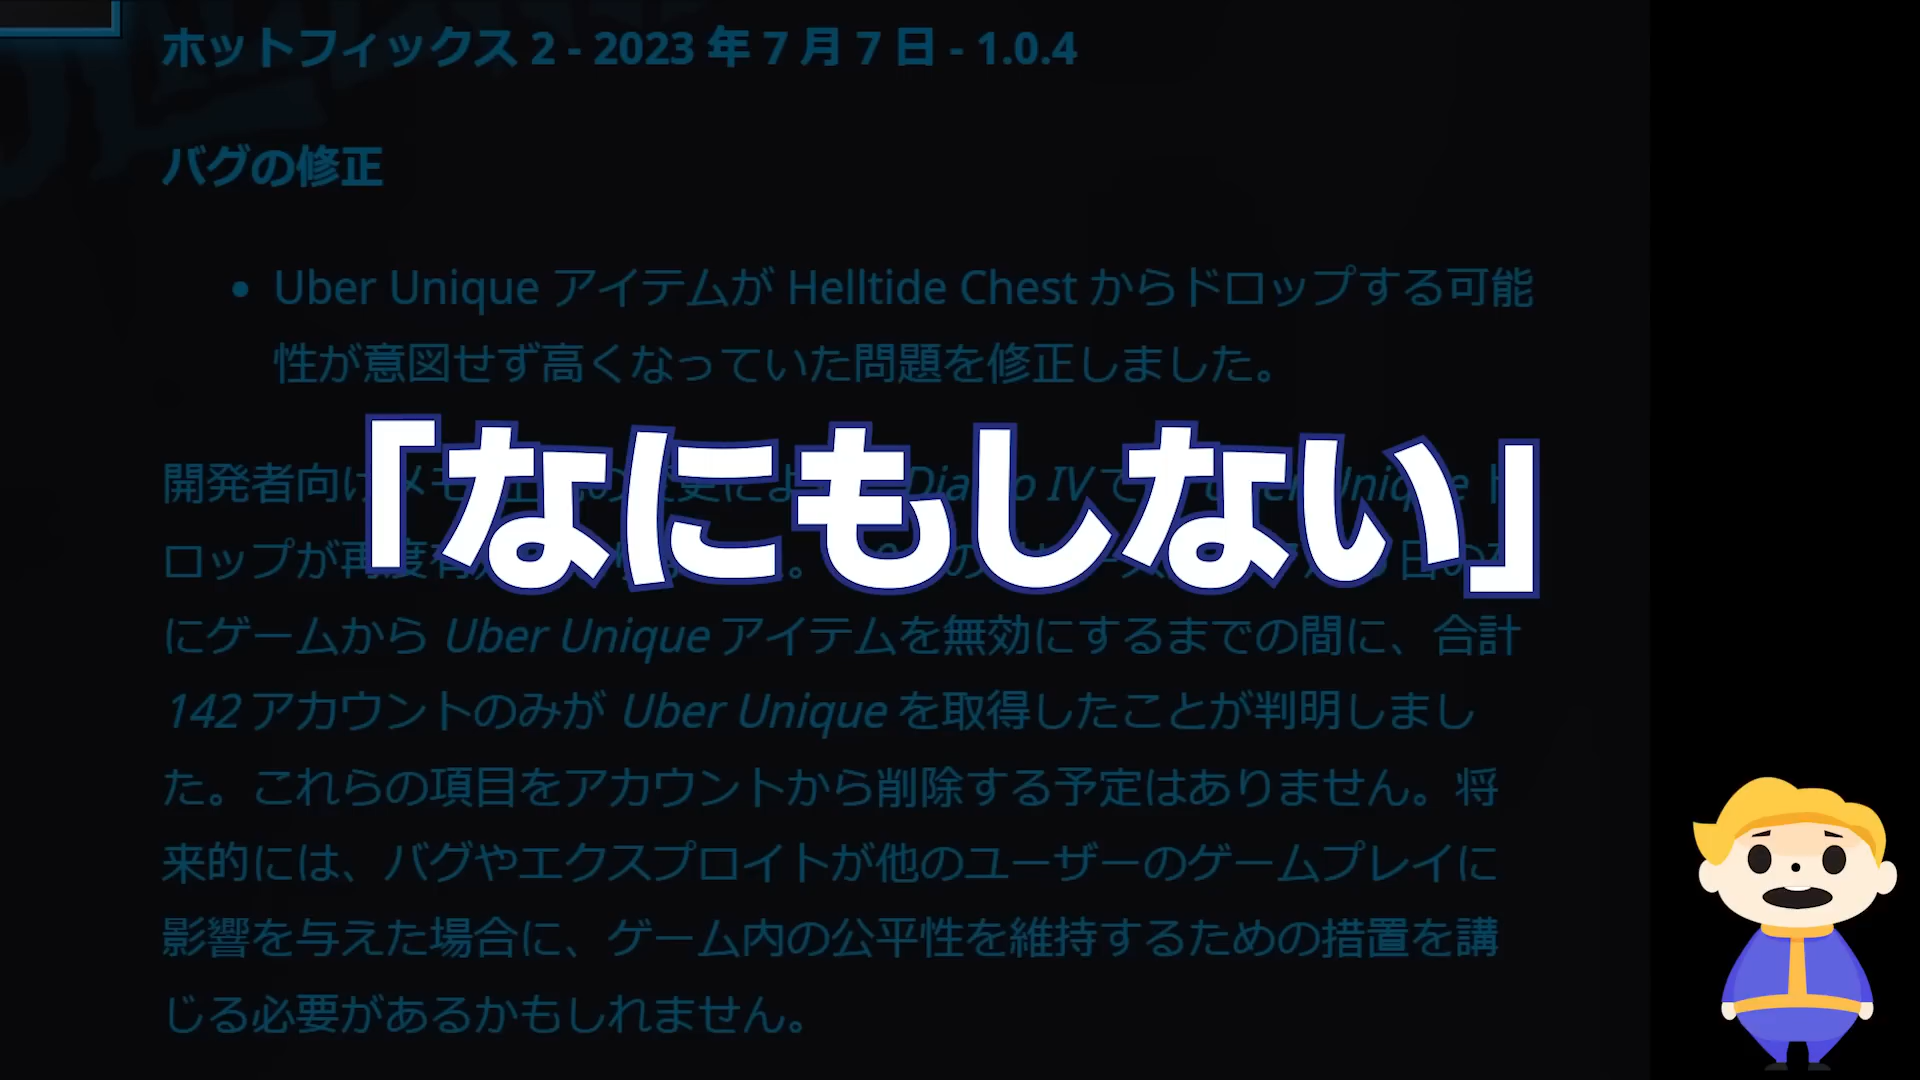 ホットフィックス 2 - 2023 年 7 月 7 日 - 1.0.4
バグの修正
• Uber Unique アイテムが Helltide Chest からドロップする可能
性が意図せず高くなっていた問題を修正しました。
「なにもしない」
開発者向け
ロップが再度有
にゲームから Uber Unique アイテムを無効にするまでの間に、合計
142 アカウントのみが Uber Unique を取得したことが判明しまし
た。これらの項目をアカウントから削除する予定はありません。将
来的には、バグやエクスプロイトが他のユーザーのゲームプレイに
影響を与えた場合に、ゲーム内の公平性を維持するための措置を講
じる必要があるかもしれません。